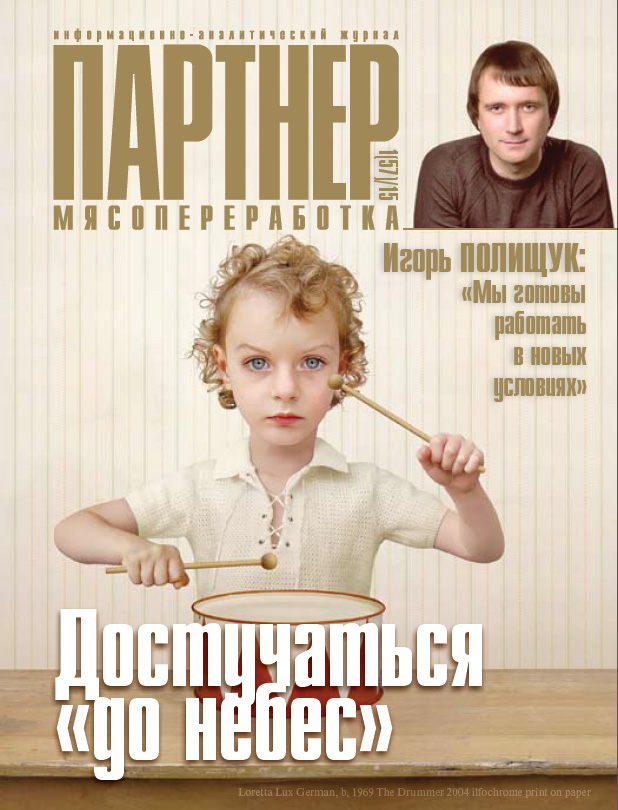 информационно-аналитический журнал
ПАРТНЕР
1(57)/15
МЯСОПЕРЕРАБОТКА
Игорь ПОЛИЩУК:
«Мы готовы
работать
в новых
условиях»
Достучаться
«до небес»
Loretta Lux German, b, 1969 The Drummer 2004 ilfochrome print on paper